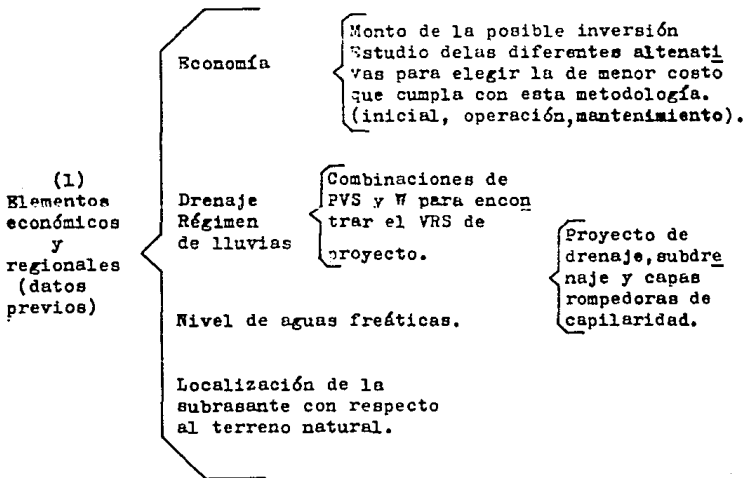 Economía
Monto de la posible inversión
Estudio delas diferentes altenati
vas para elegir la de menor costo
que cumpla con esta metodología.
(inicial, operación,mantenimiento).
(1)
Elementos
económicos
y
regionales
(datos
previos)
Drenaje
Régimen
de lluvias
Combinaciones de
PVS y W para encon
trar el VRS de
proyecto.
Proyecto de
drenaje,subdre
naje y capas
rompedoras de
capilaridad.
Nivel de aguas freáticas.
Localización de la
subrasante con respecto
al terreno natural.